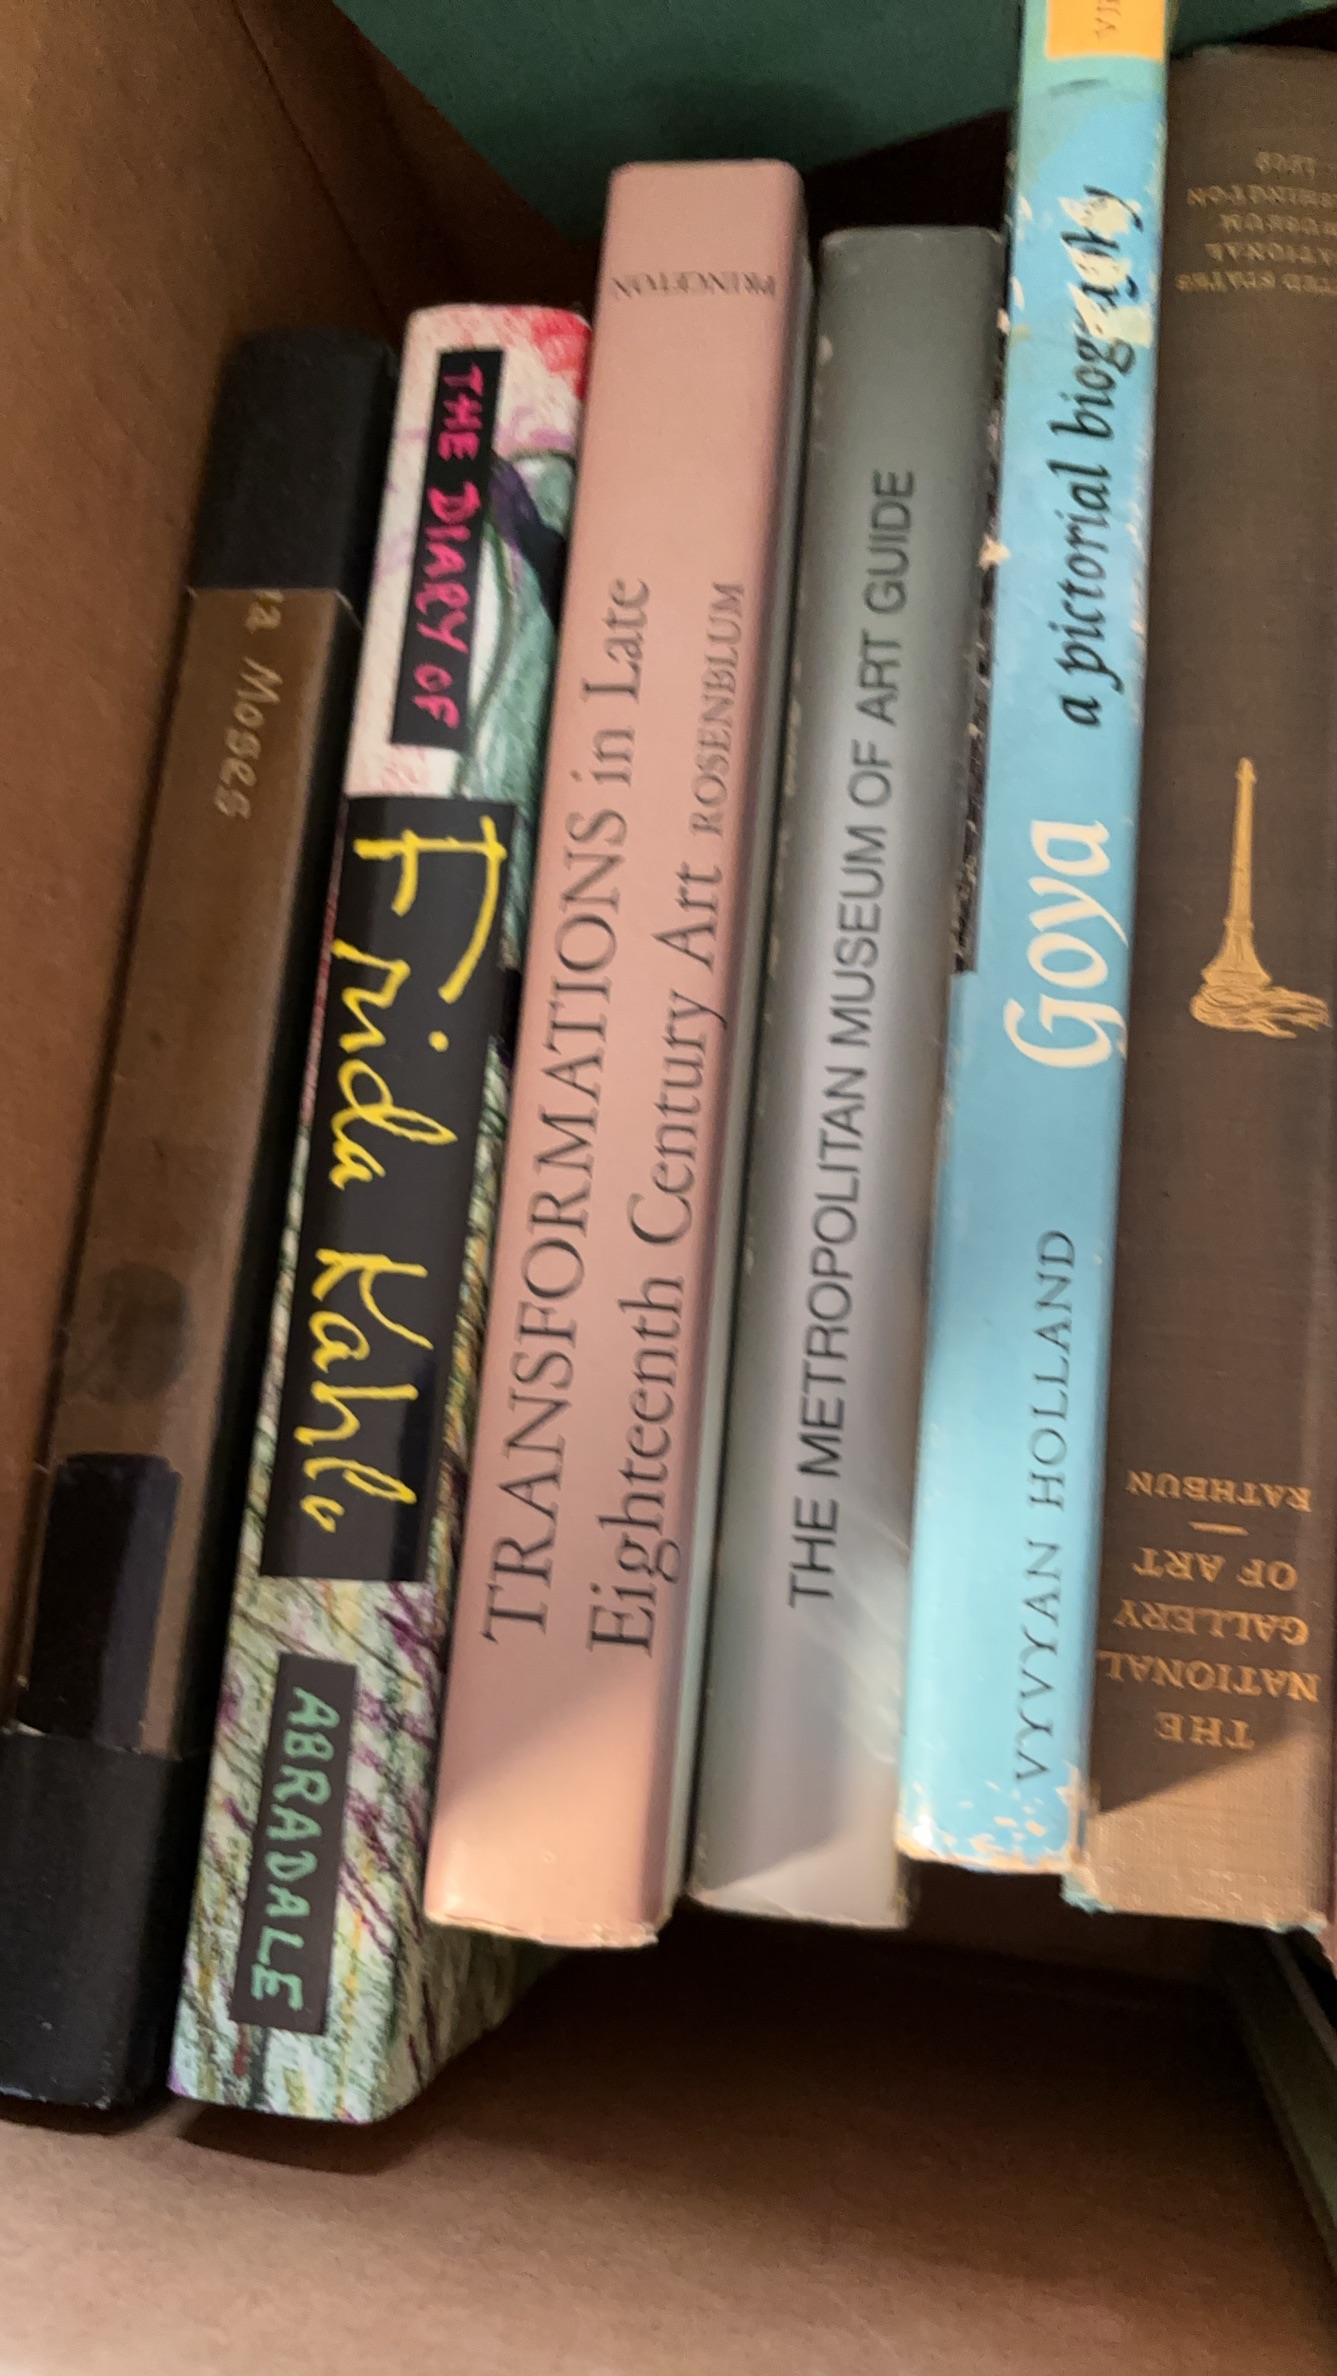 Moses
THE DIARY OF
Frida Kahlo
ABRADALE
PRINCETON
TRANSFORMATIONS in Late
Eighteenth Century Art ROSENBLUM
THE METROPOLITAN MUSEUM OF ART GUIDE
Goya a pictorial biography
VYVYAN HOLLAND
THE
NATIONAL
GALLERY
OF ART
—
RATHBUN